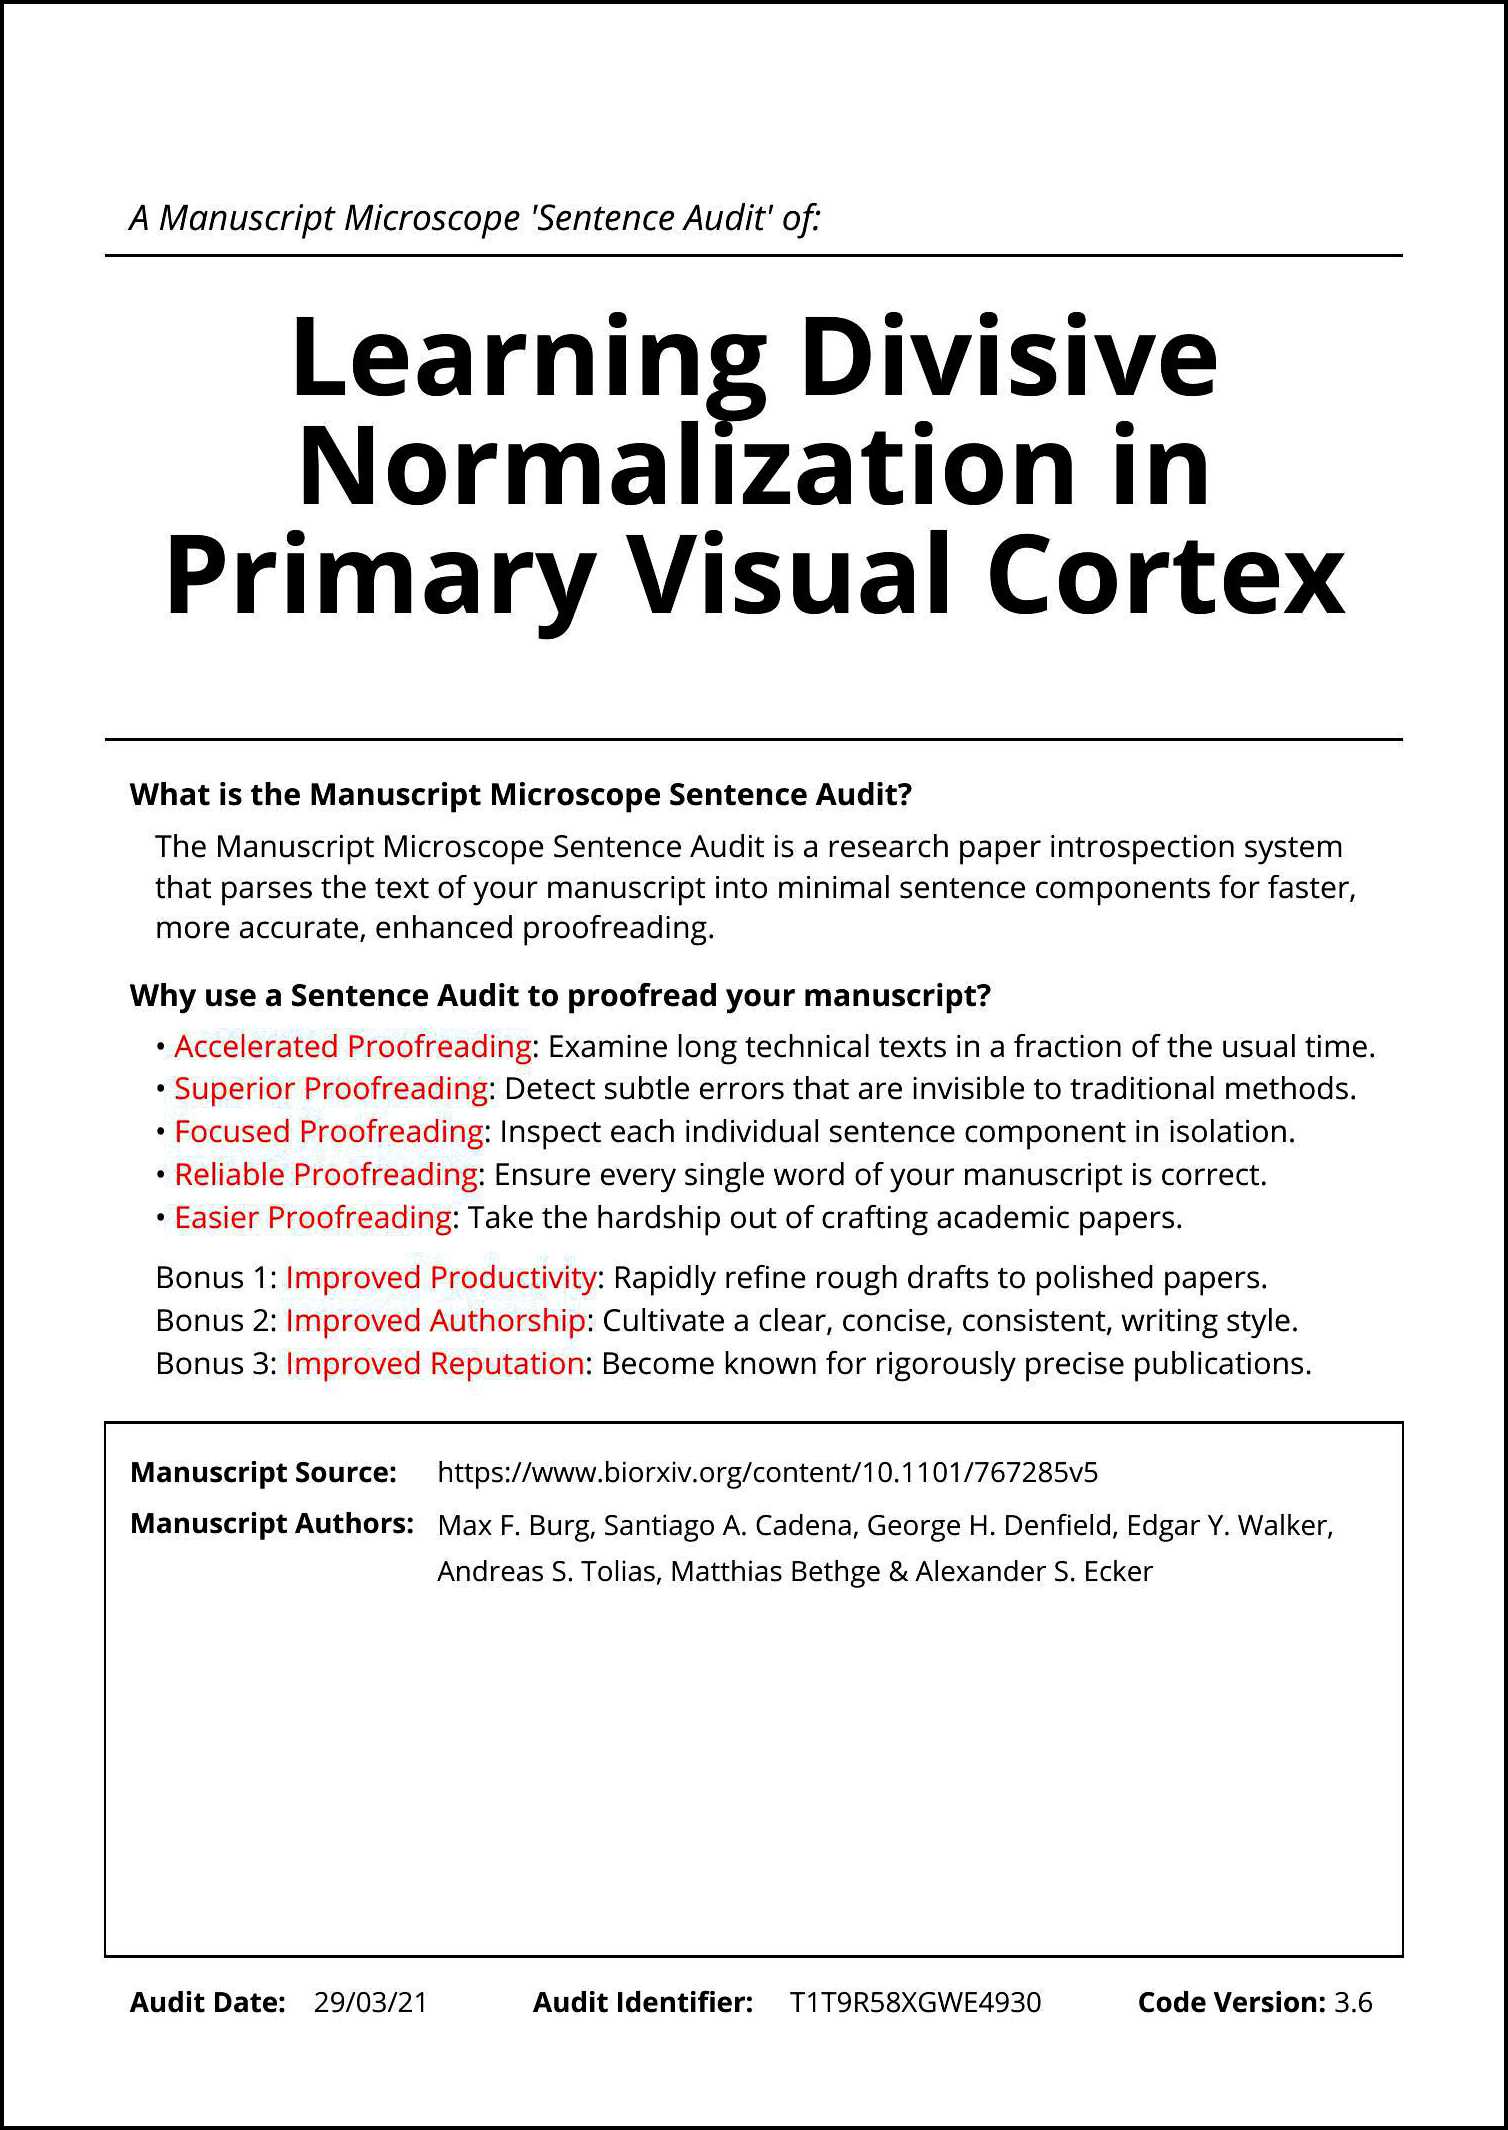 A Manuscript Microscope 'Sentence Audit' of:
Learning Divisive
Normalization in
Primary Visual Cortex
What is the Manuscript Microscope Sentence Audit?
The Manuscript Microscope Sentence Audit is a research paper introspection system
that parses the text of your manuscript into minimal sentence components for faster,
more accurate, enhanced proofreading.
Why use a Sentence Audit to proofread your manuscript?
• Accelerated Proofreading: Examine long technical texts in a fraction of the usual time.
• Superior Proofreading: Detect subtle errors that are invisible to traditional methods.
• Focused Proofreading: Inspect each individual sentence component in isolation.
• Reliable Proofreading: Ensure every single word of your manuscript is correct.
• Easier Proofreading: Take the hardship out of crafting academic papers.
Bonus 1: Improved Productivity: Rapidly refine rough drafts to polished papers.
Bonus 2: Improved Authorship: Cultivate a clear, concise, consistent, writing style.
Bonus 3: Improved Reputation: Become known for rigorously precise publications.
Manuscript Source: https://www.biorxiv.org/content/10.1101/767285v5
Manuscript Authors: Max F. Burg, Santiago A. Cadena, George H. Denfield, Edgar Y. Walker,
Andreas S. Tolias, Matthias Bethge & Alexander S. Ecker
Audit Date: 29/03/21 Audit Identifier: T1T9R58XGWE4930 Code Version: 3.6